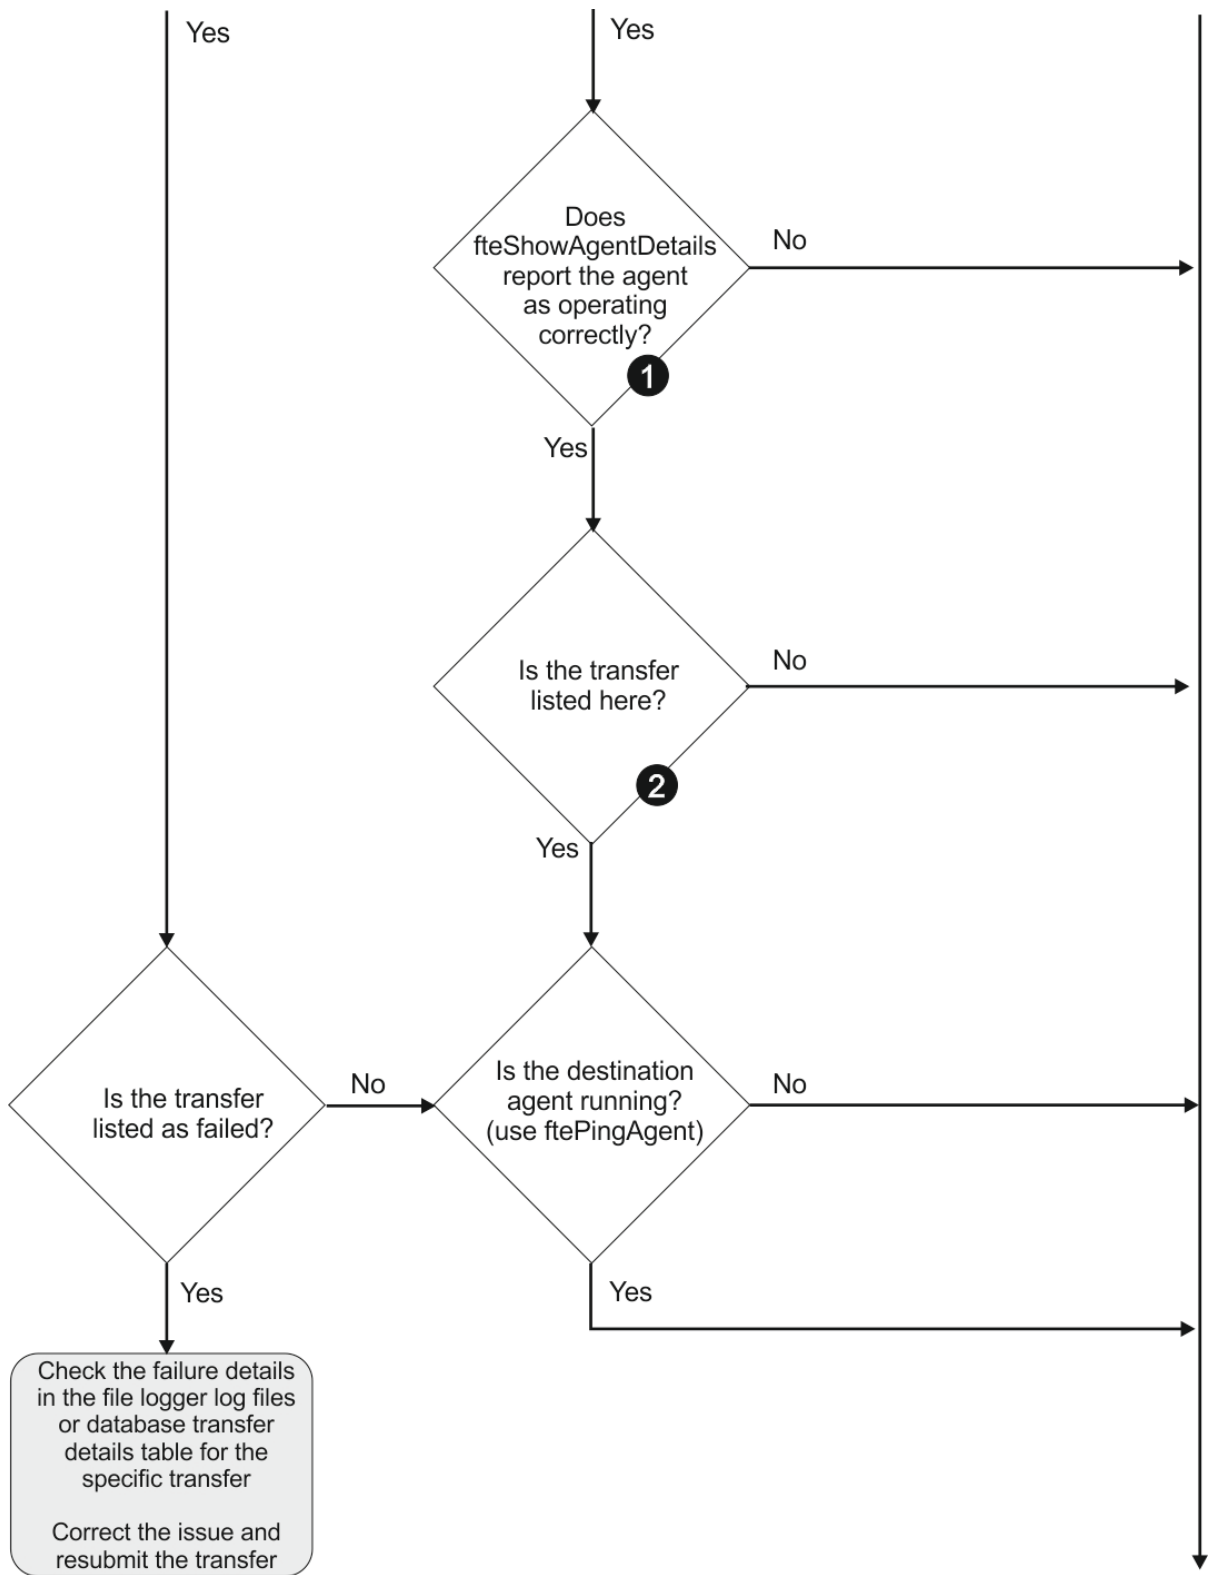 Yes
Yes
Does
fteShowAgentDetails
report the agent
as operating
correctly?
No
1
Yes
Is the transfer
listed here?
No
2
Yes
Is the transfer
listed as failed?
No
Is the destination
agent running?
(use ftePingAgent)
No
Yes
Yes
Check the failure details
in the file logger log files
or database transfer
details table for the
specific transfer
Correct the issue and
resubmit the transfer